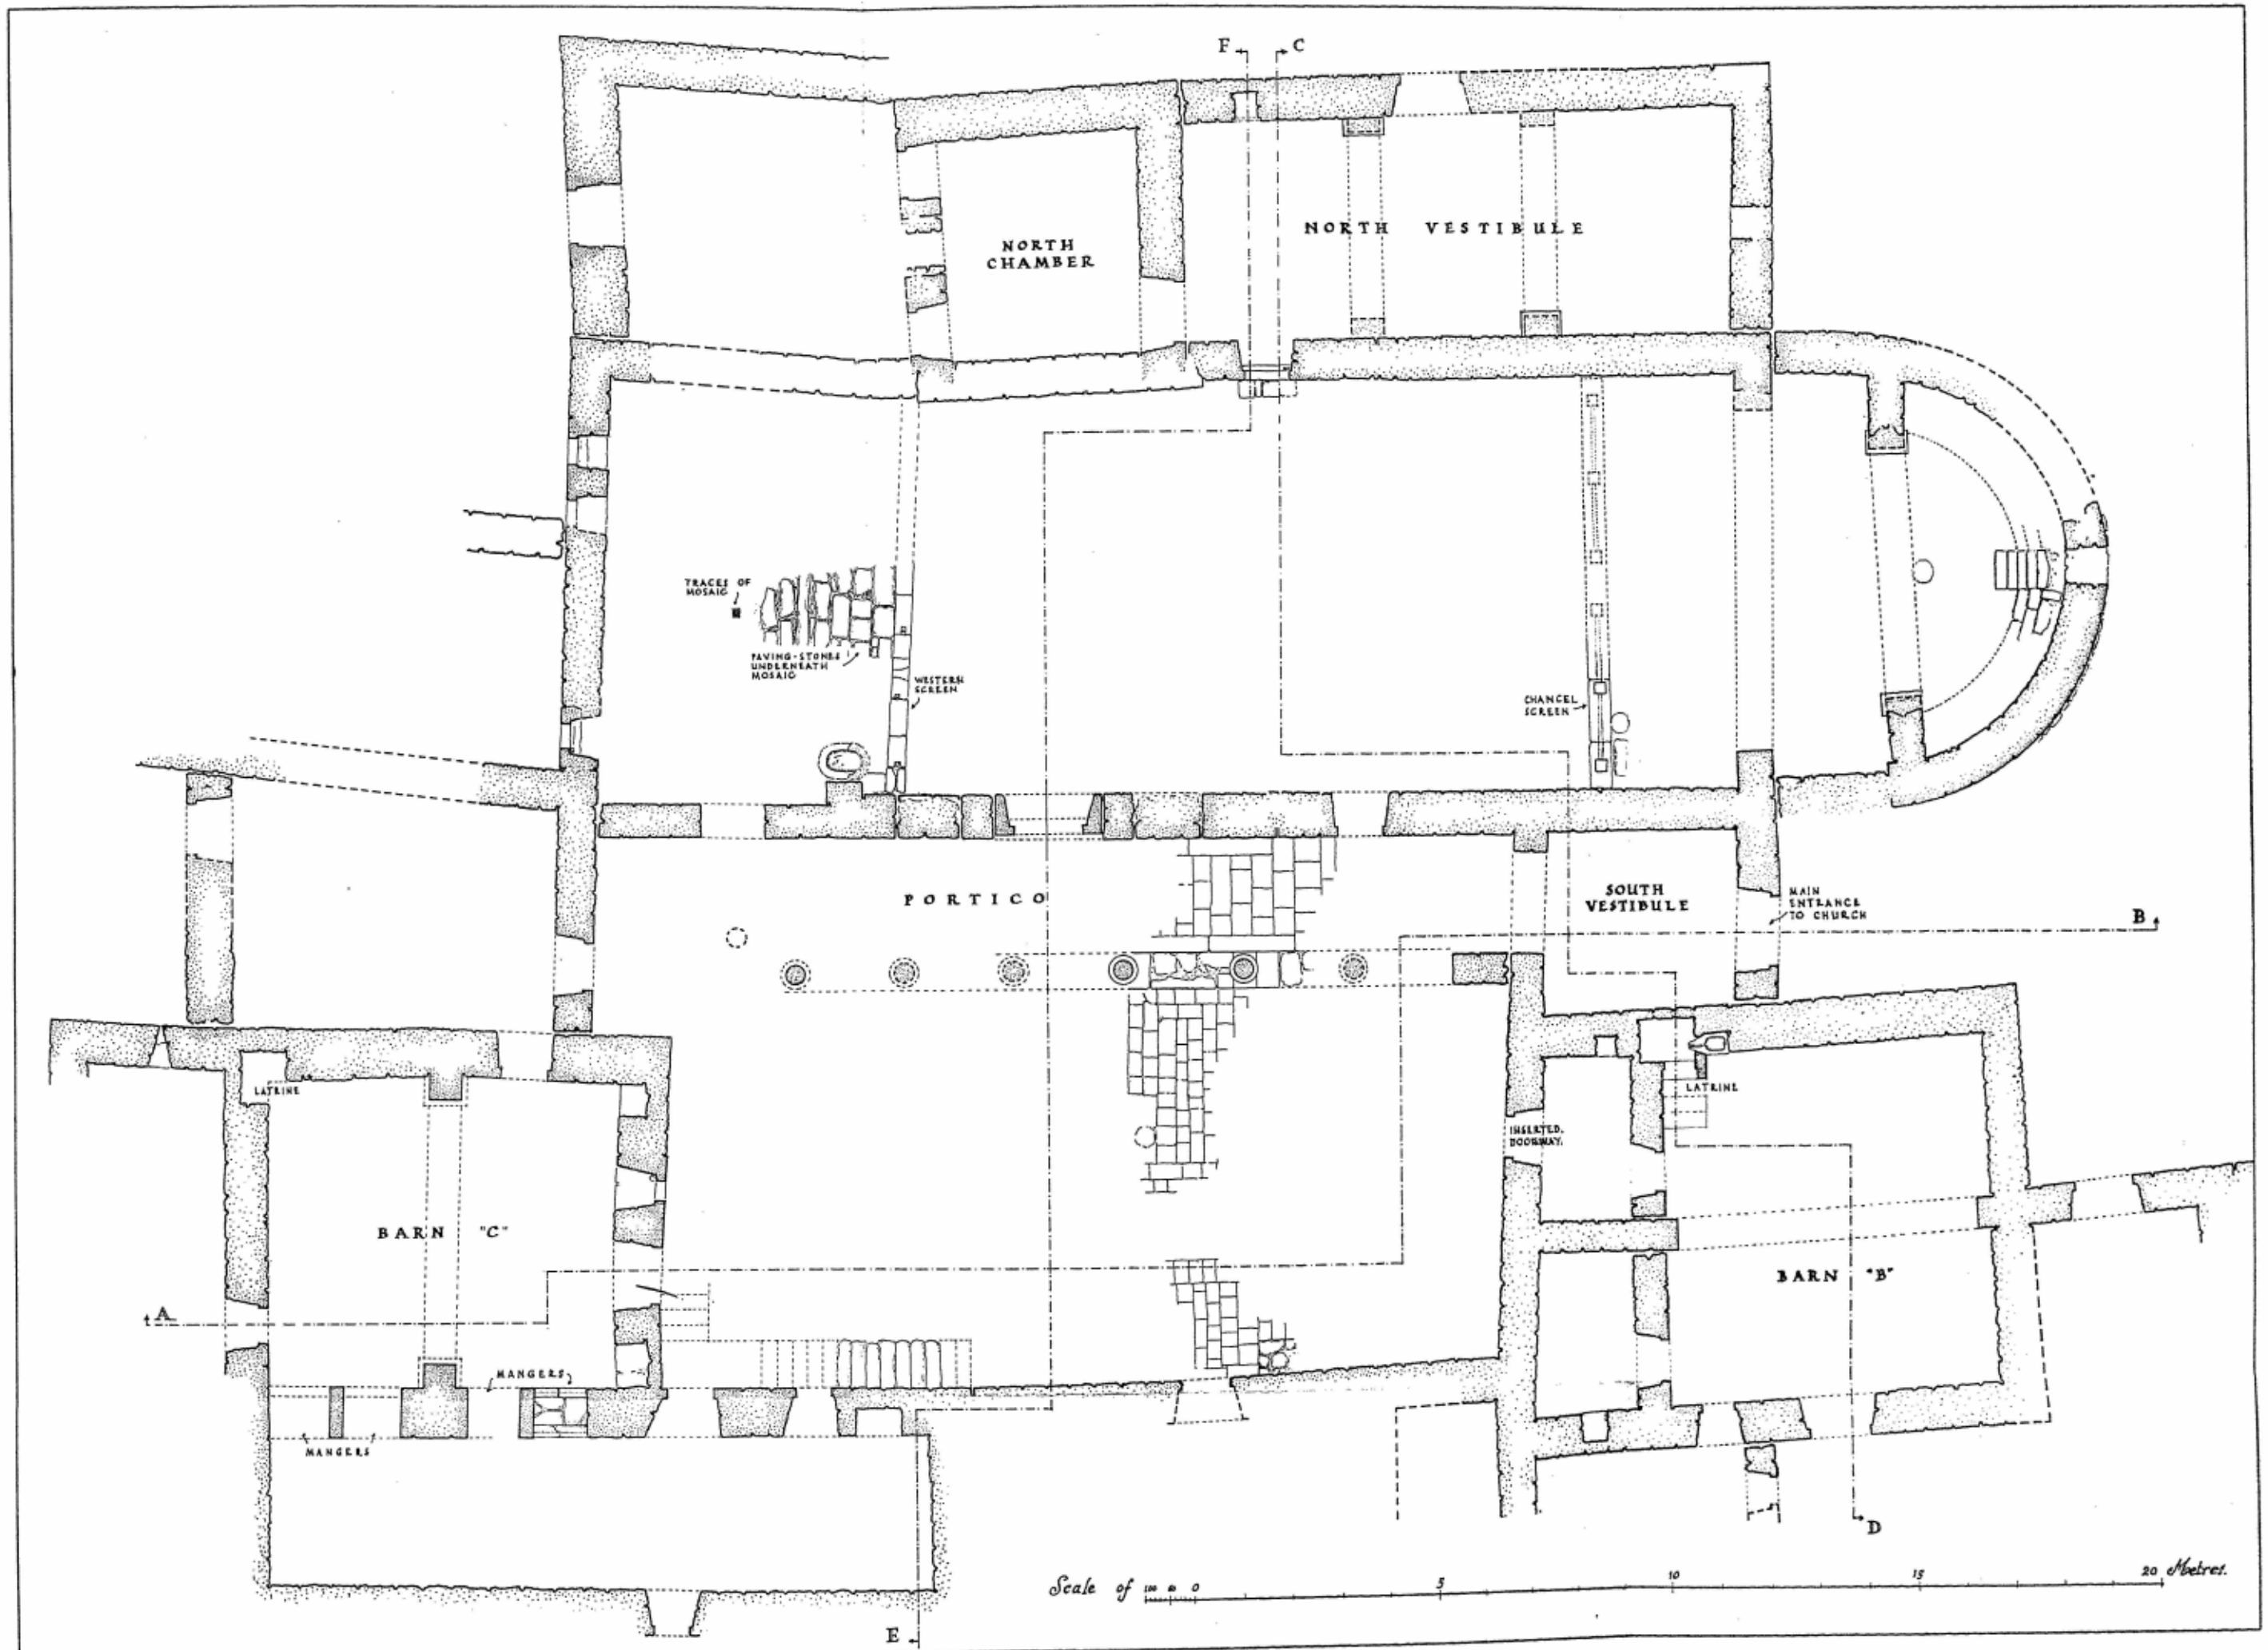 F C
NORTH
CHAMBER
NORTH VESTIBULE
TRACES OF
MOSAIC
PAVING-STONES
UNDERNEATH
MOSAIC
WESTERN
SCREEN
CHANCEL
SCREEN
PORTICO
SOUTH
VESTIBULE
MAIN
ENTRANCE
TO CHURCH
B
LATRINE
LATRINE
INSERTED.
DOORWAY.
BARN "C"
BARN "B"
A
MANGERS
MANGERS
D
Scale of 100 50 0 5 10 15 20 Metres.
E